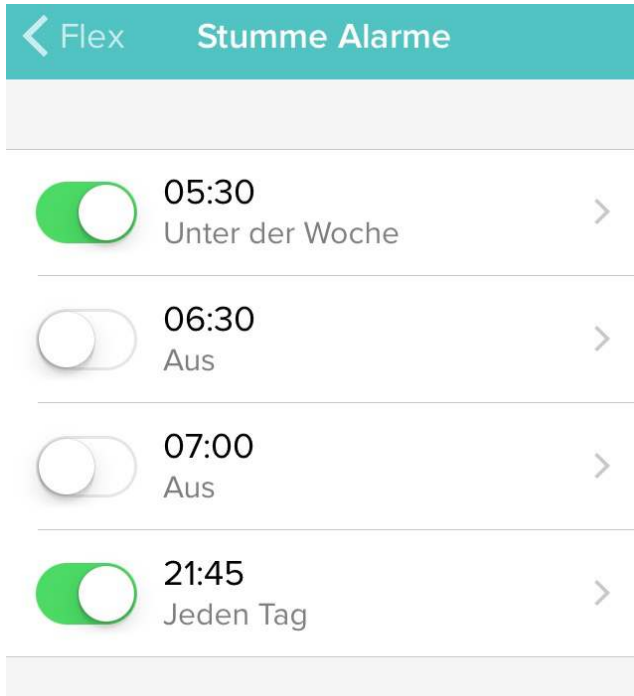 Flex Stumme Alarme
05:30
Unter der Woche
06:30
Aus
07:00
Aus
21:45
Jeden Tag